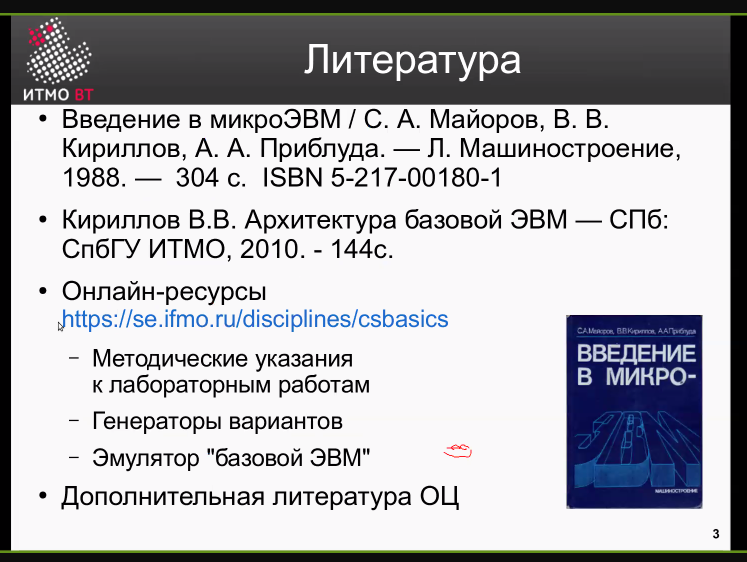 ИТМО ВТ
Литература
• Введение в микроЭВМ / С. А. Майоров, В. В.
Кириллов, А. А. Приблуда. — Л. Машиностроение,
1988. — 304 с. ISBN 5-217-00180-1
• Кириллов В.В. Архитектура базовой ЭВМ — СПб:
СпбГУ ИТМО, 2010. - 144с.
• Онлайн-ресурсы
https://se.ifmo.ru/disciplines/csbasics
– Методические указания
к лабораторным работам
– Генераторы вариантов
– Эмулятор "базовой ЭВМ"
• Дополнительная литература ОЦ
С.А.Майоров, В.В.Кириллов, А.А.Приблуда
ВВЕДЕНИЕ
В МИКРО-
МАШИНОСТРОЕНИЕ
3